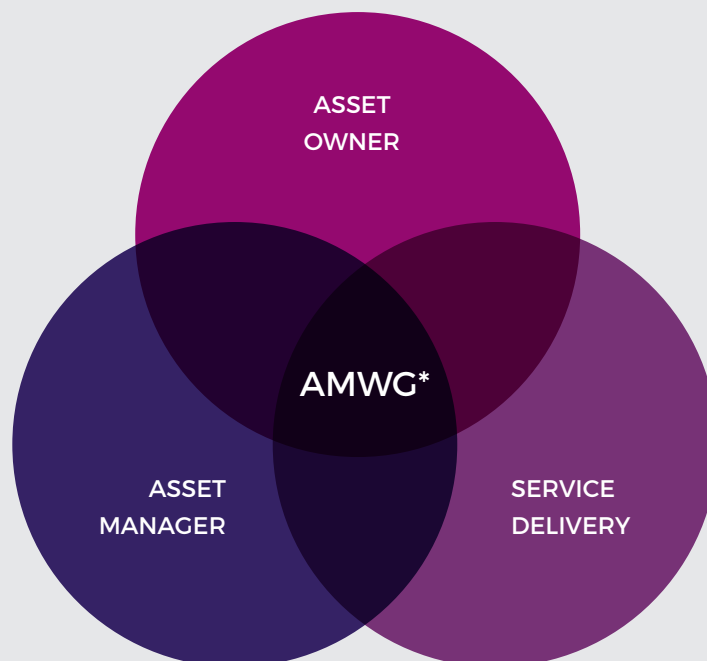 ASSET
OWNER
AMWG*
ASSET
MANAGER
SERVICE
DELIVERY